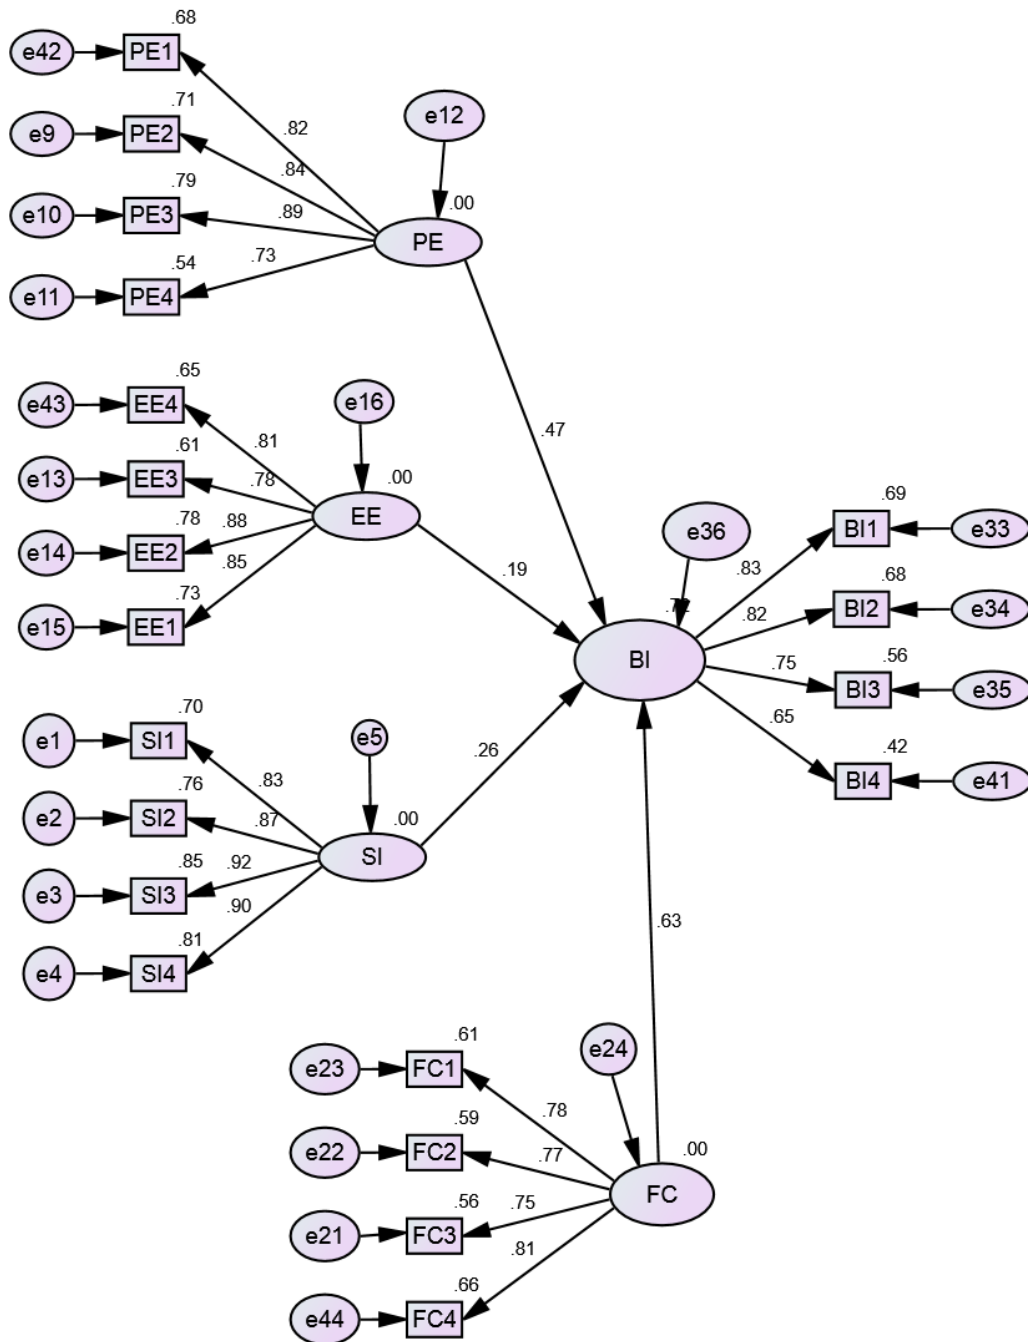 .68
e42 PE1
.71
e9 PE2
.79
e10 PE3
.54
e11 PE4
.82
.84
.89
.73
e12
.00
PE
.47
.65
e43 EE4
.61
e13 EE3
.78
e14 EE2
.73
e15 EE1
.81
.78
.88
.85
e16
.00
EE
.19
.70
e1 SI1
.76
e2 SI2
.85
e3 SI3
.81
e4 SI4
.83
.87
.92
.90
e5
.00
SI
.26
.61
e23 FC1
.59
e22 FC2
.56
e21 FC3
.66
e44 FC4
.78
.77
.75
.81
e24
.00
FC
.63
e36
.72
BI
.83
.82
.75
.65
.69
BI1 e33
.68
BI2 e34
.56
BI3 e35
.42
BI4 e41